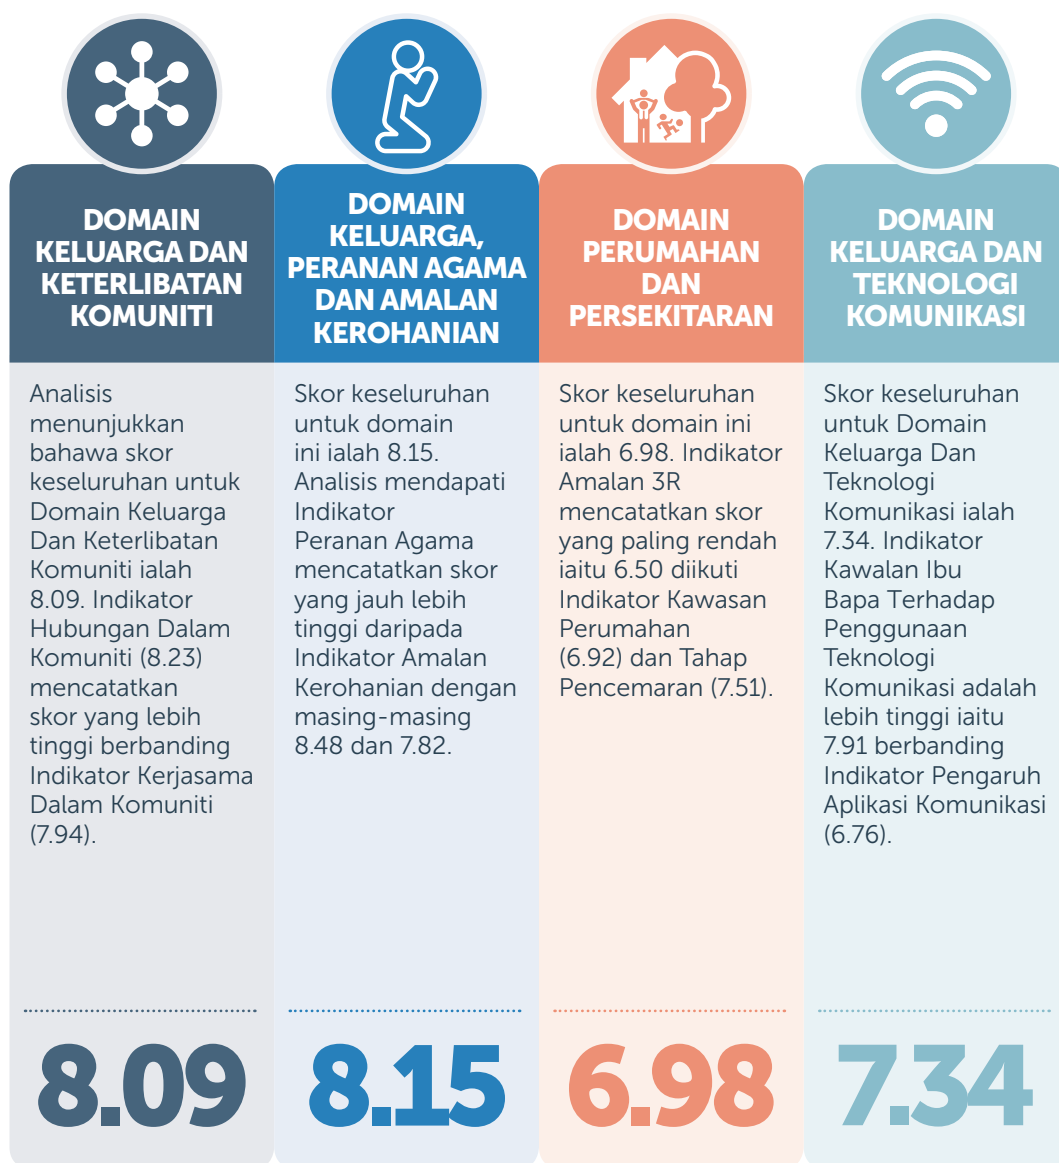 DOMAIN
KELUARGA DAN
KETERLIBATAN
KOMUNITI
Analisis
menunjukkan
bahawa skor
keseluruhan untuk
Domain Keluarga
Dan Keterlibatan
Komuniti ialah
8.09. Indikator
Hubungan Dalam
Komuniti (8.23)
mencatatkan
skor yang lebih
tinggi berbanding
Indikator Kerjasama
Dalam Komuniti
(7.94).
8.09
DOMAIN
KELUARGA,
PERANAN AGAMA
DAN AMALAN
KEROHANIAN
Skor keseluruhan
untuk domain
ini ialah 8.15.
Analisis mendapati
Indikator
Peranan Agama
mencatatkan skor
yang jauh lebih
tinggi daripada
Indikator Amalan
Kerohanian dengan
masing-masing
8.48 dan 7.82.
8.15
DOMAIN
PERUMAHAN
DAN
PERSEKITARAN
Skor keseluruhan
untuk domain ini
ialah 6.98. Indikator
Amalan 3R
mencatatkan skor
yang paling rendah
iaitu 6.50 diikuti
Indikator Kawasan
Perumahan
(6.92) dan Tahap
Pencemaran (7.51).
6.98
DOMAIN
KELUARGA DAN
TEKNOLOGI
KOMUNIKASI
Skor keseluruhan
untuk Domain
Keluarga Dan
Teknologi
Komunikasi ialah
7.34. Indikator
Kawalan Ibu
Bapa Terhadap
Penggunaan
Teknologi
Komunikasi adalah
lebih tinggi iaitu
7.91 berbanding
Indikator Pengaruh
Aplikasi Komunikasi
(6.76).
7.34